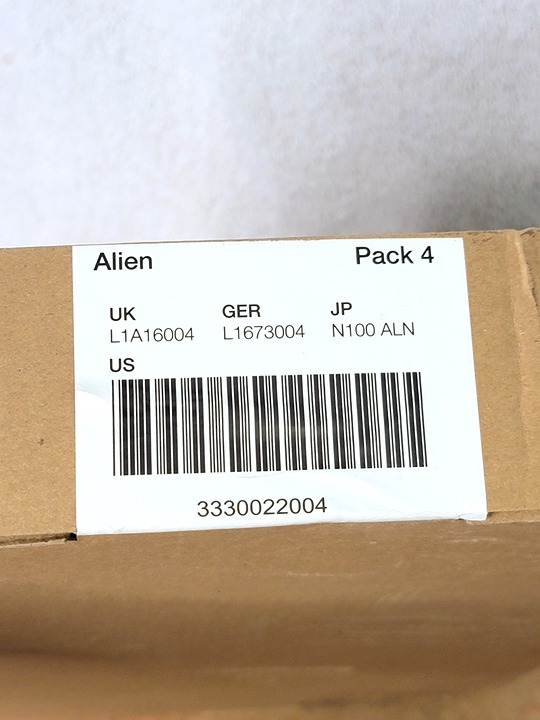 Alien Pack 4
UK GER JP
L1A16004 L1673004 N100 ALN
US
3330022004